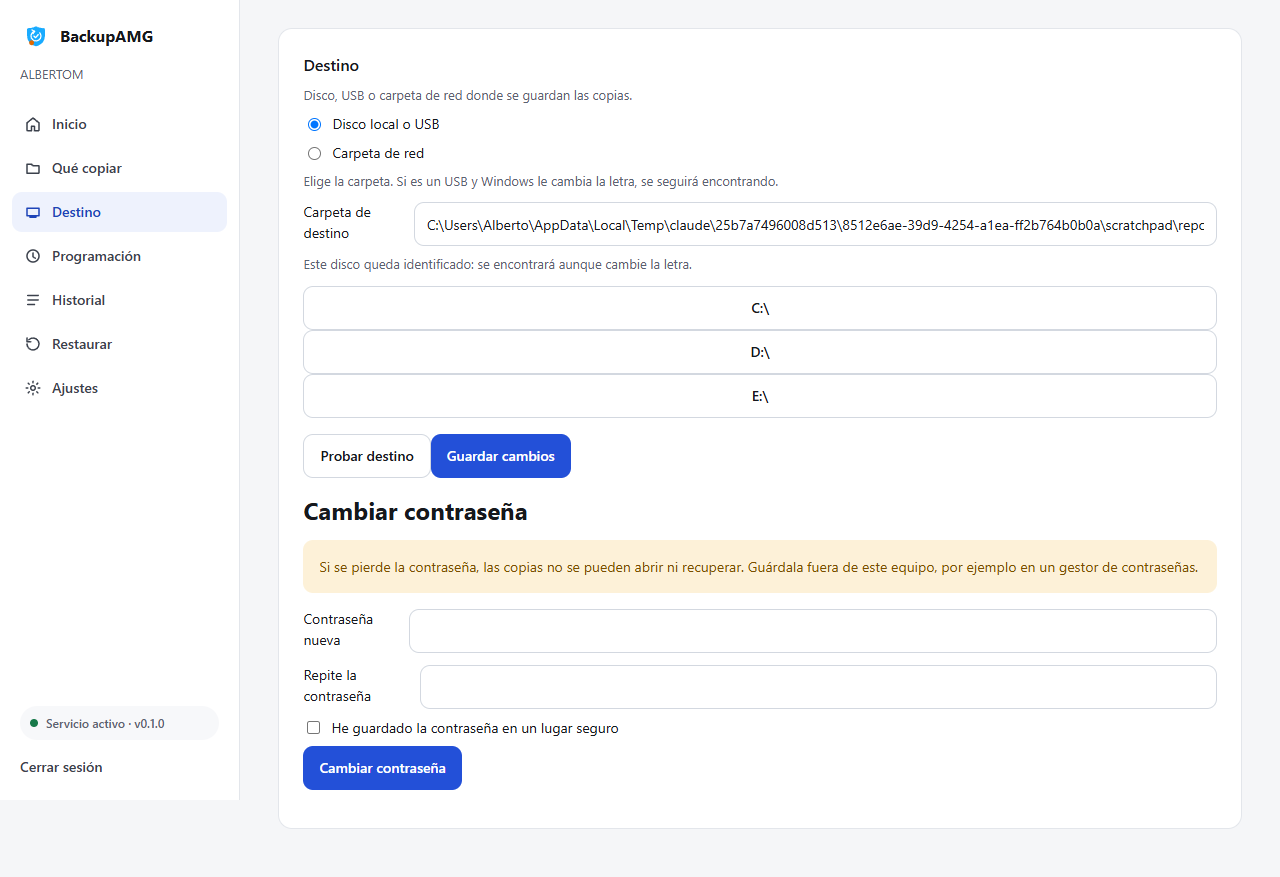 BackupAMG
ALBERTOM
Inicio
Qué copiar
Destino
Programación
Historial
Restaurar
Ajustes
Servicio activo · v0.1.0
Cerrar sesión
Destino
Disco, USB o carpeta de red donde se guardan las copias.
Disco local o USB
Carpeta de red
Elige la carpeta. Si es un USB y Windows le cambia la letra, se seguirá encontrando.
Carpeta de
destino
C:\Users\Alberto\AppData\Local\Temp\claude\25b7a7496008d513\8512e6ae-39d9-4254-a1ea-ff2b764b0b0a\scratchpad\repc
Este disco queda identificado: se encontrará aunque cambie la letra.
C:\
D:\
E:\
Probar destino
Guardar cambios
Cambiar contraseña
Si se pierde la contraseña, las copias no se pueden abrir ni recuperar. Guárdala fuera de este equipo, por ejemplo en un gestor de contraseñas.
Contraseña
nueva
Repite la
contraseña
He guardado la contraseña en un lugar seguro
Cambiar contraseña